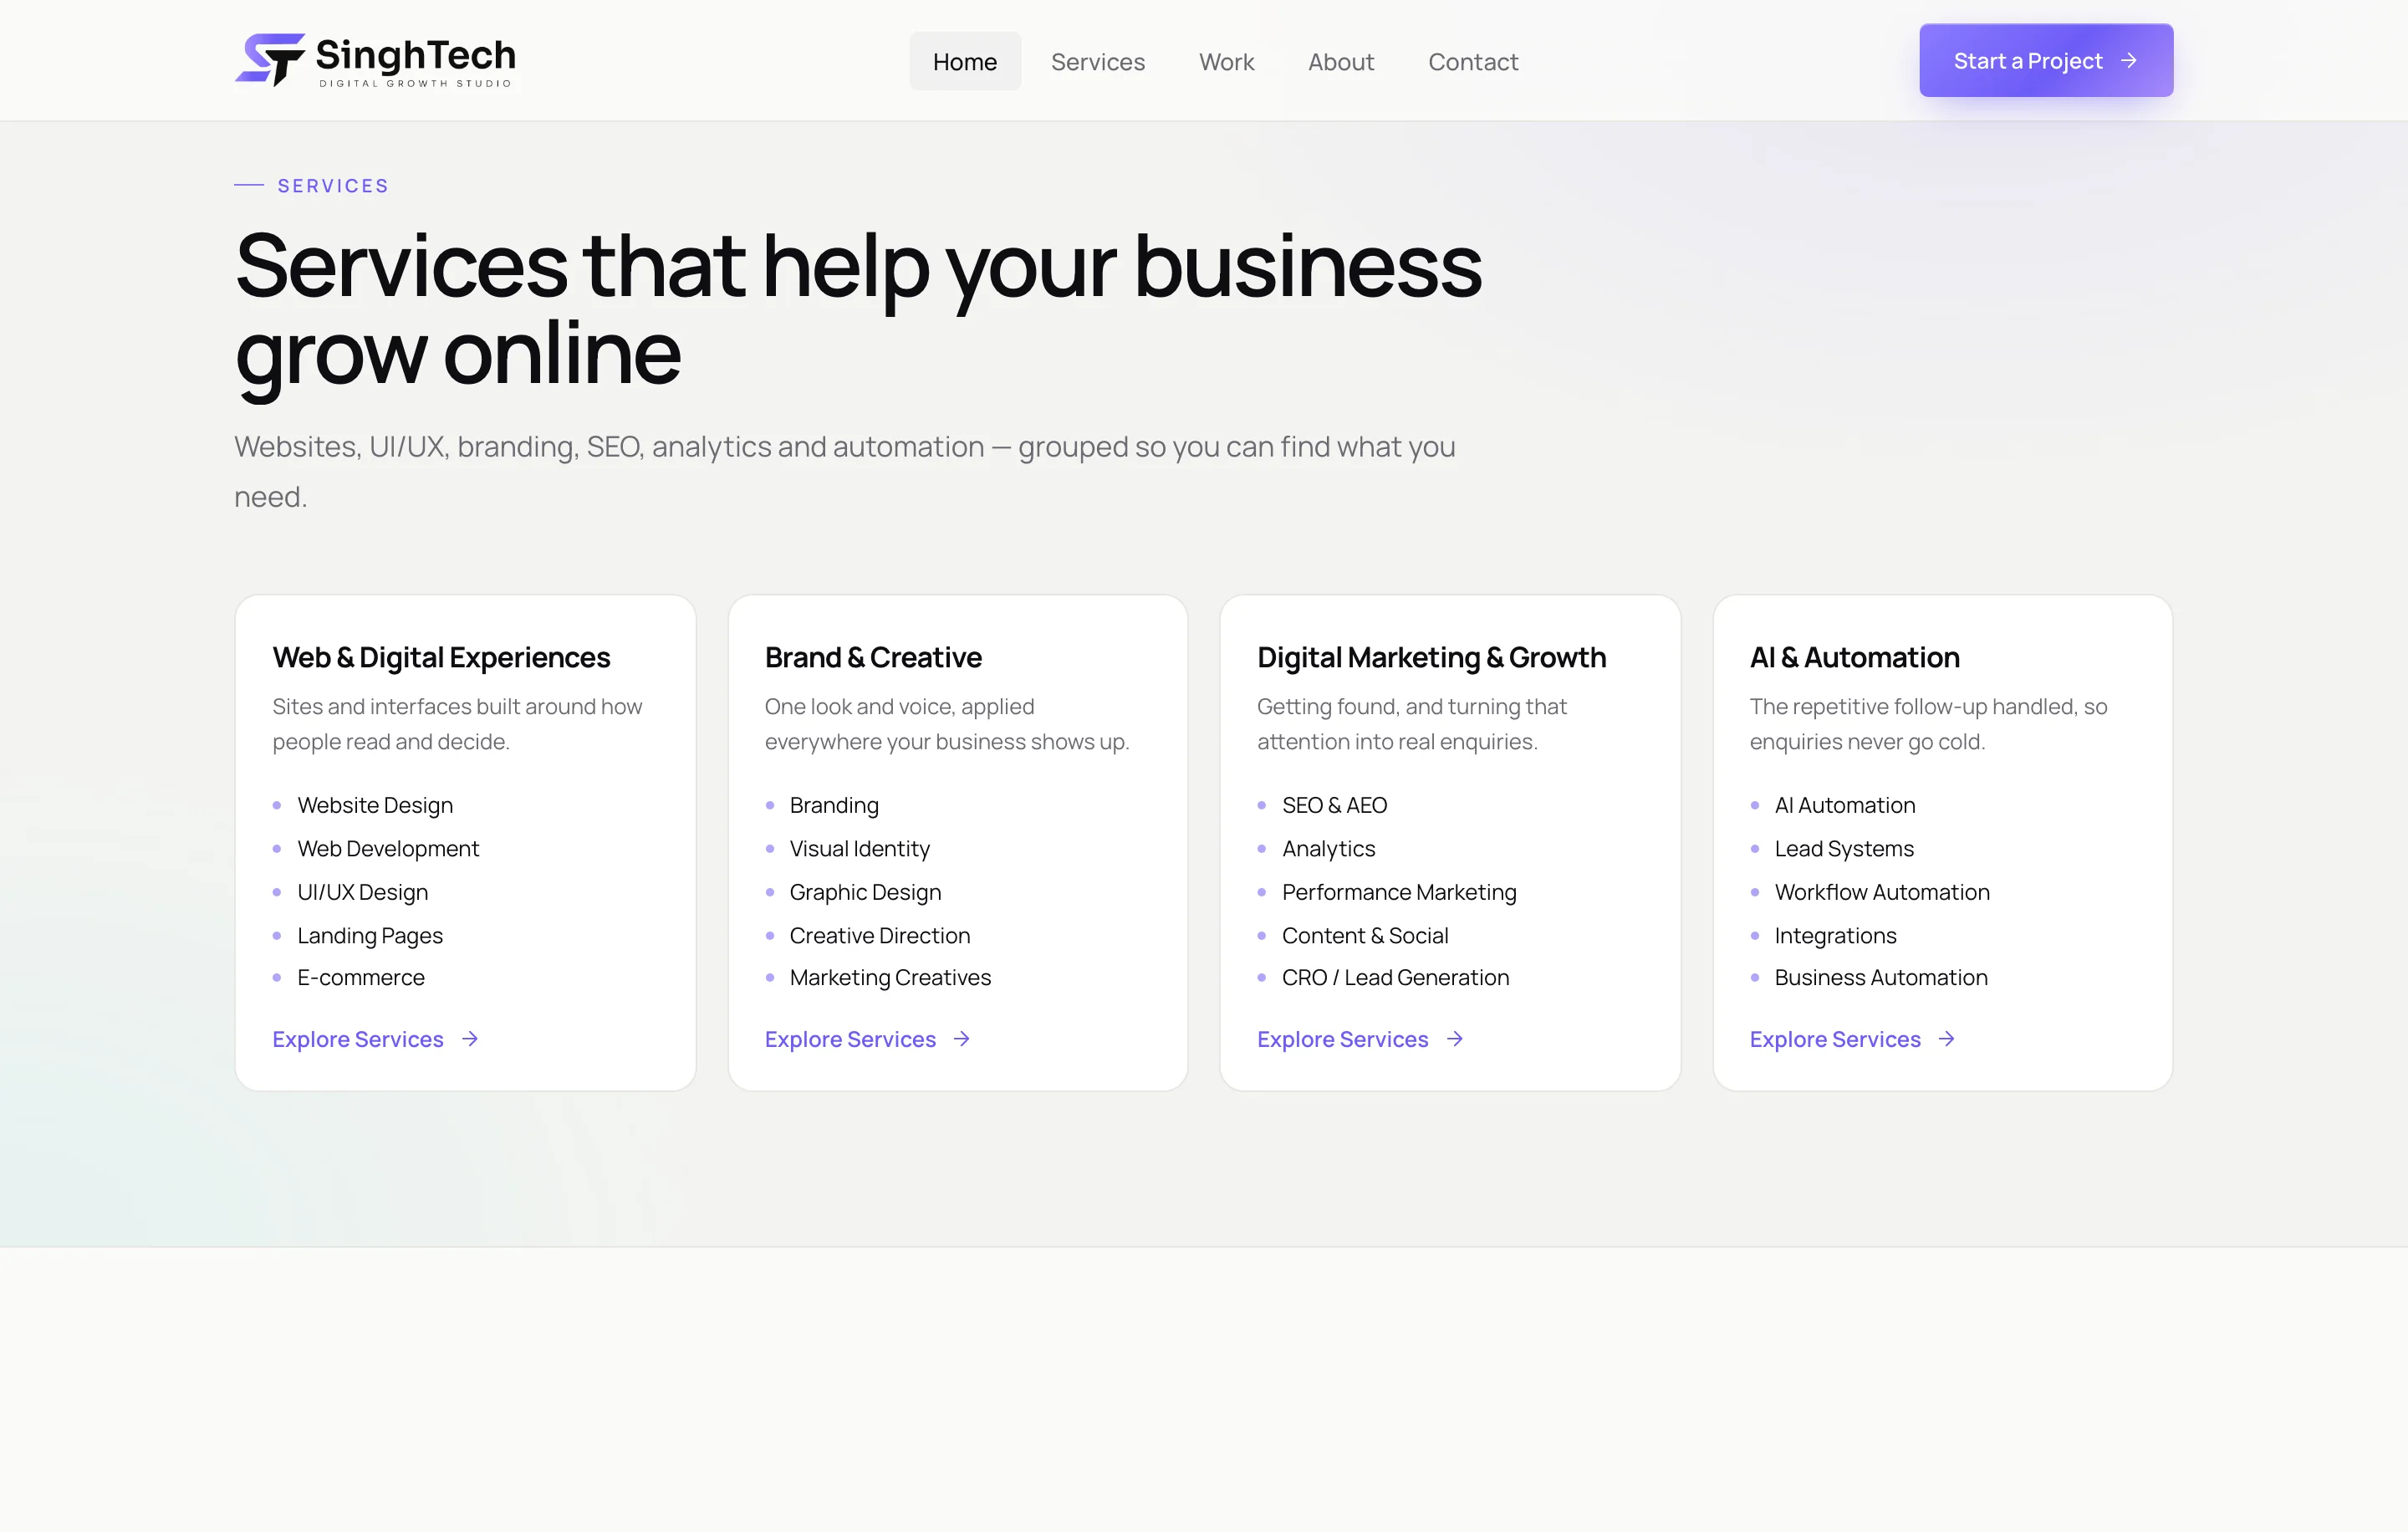 SinghTech
DIGITAL GROWTH STUDIO
Home
Services
Work
About
Contact
Start a Project →
SERVICES
Services that help your business
grow online
Websites, UI/UX, branding, SEO, analytics and automation — grouped so you can find what you
need.
Web & Digital Experiences
Sites and interfaces built around how
people read and decide.
Website Design
Web Development
UI/UX Design
Landing Pages
E-commerce
Explore Services →
Brand & Creative
One look and voice, applied
everywhere your business shows up.
Branding
Visual Identity
Graphic Design
Creative Direction
Marketing Creatives
Explore Services →
Digital Marketing & Growth
Getting found, and turning that
attention into real enquiries.
SEO & AEO
Analytics
Performance Marketing
Content & Social
CRO / Lead Generation
Explore Services →
AI & Automation
The repetitive follow-up handled, so
enquiries never go cold.
AI Automation
Lead Systems
Workflow Automation
Integrations
Business Automation
Explore Services →